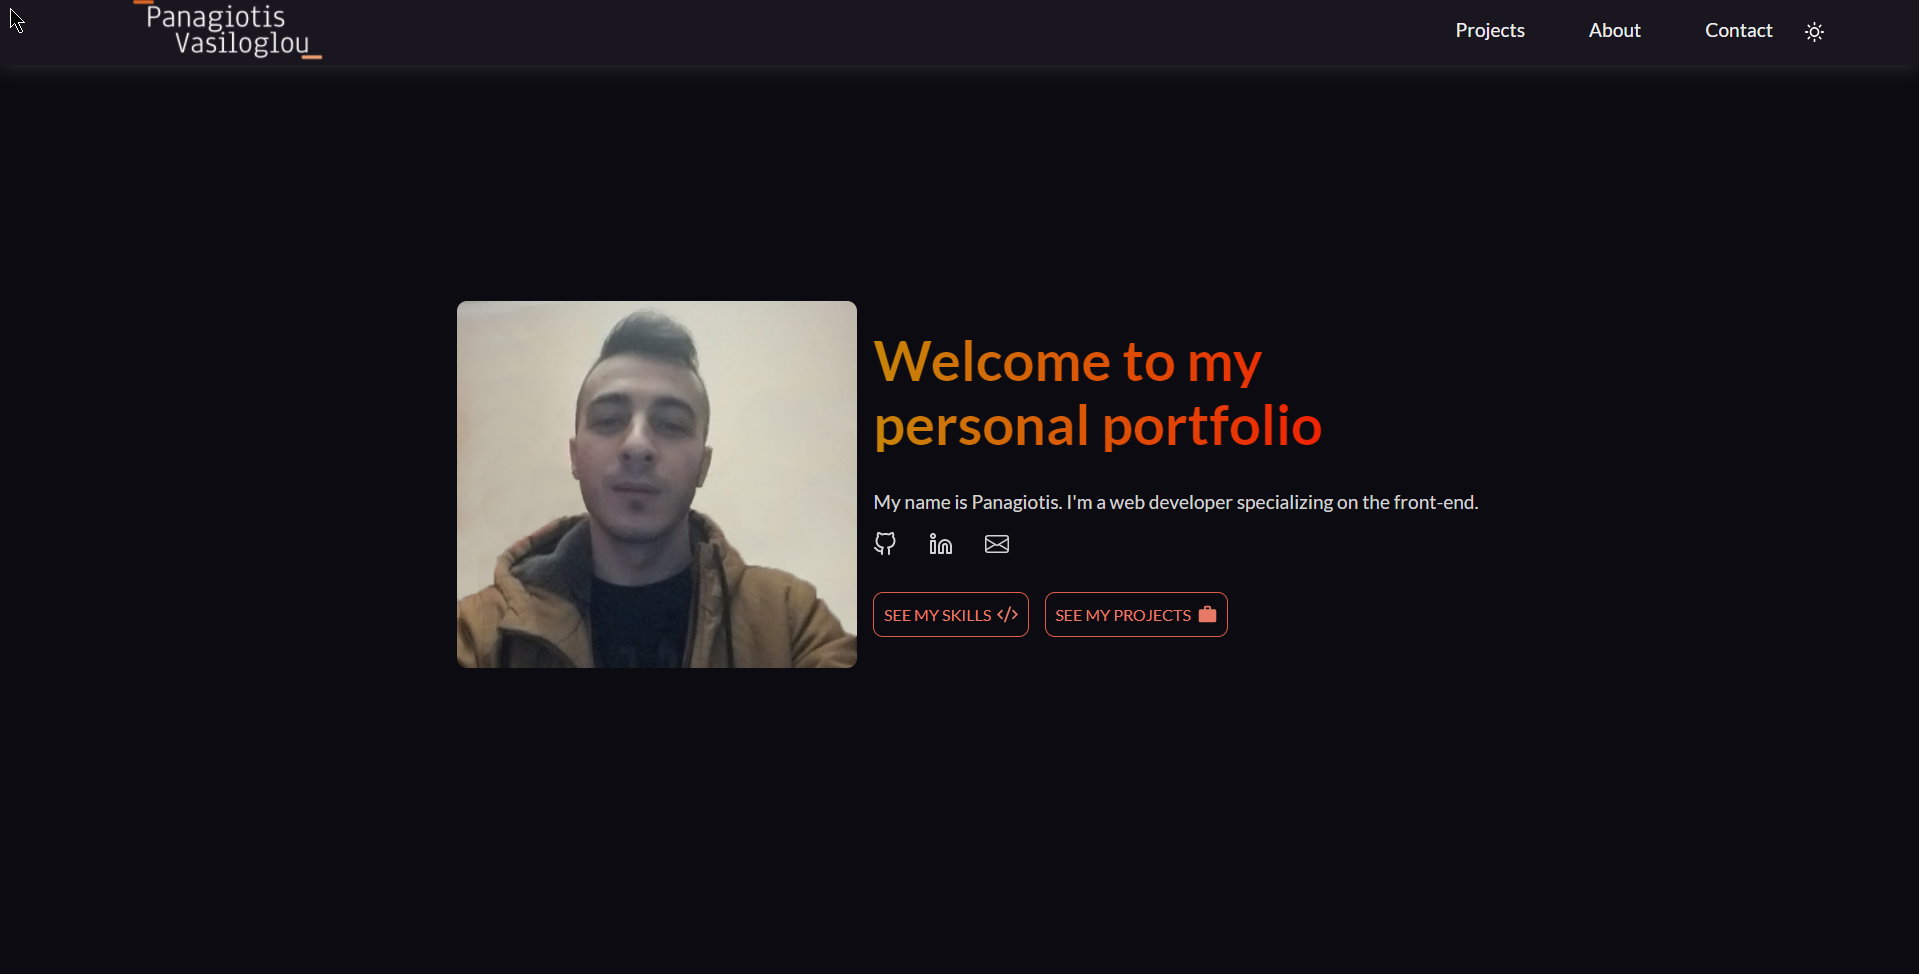 Panagiotis
Vasiloglou
Projects About Contact
Welcome to my
personal portfolio
My name is Panagiotis. I'm a web developer specializing on the front-end.
SEE MY SKILLS </> SEE MY PROJECTS